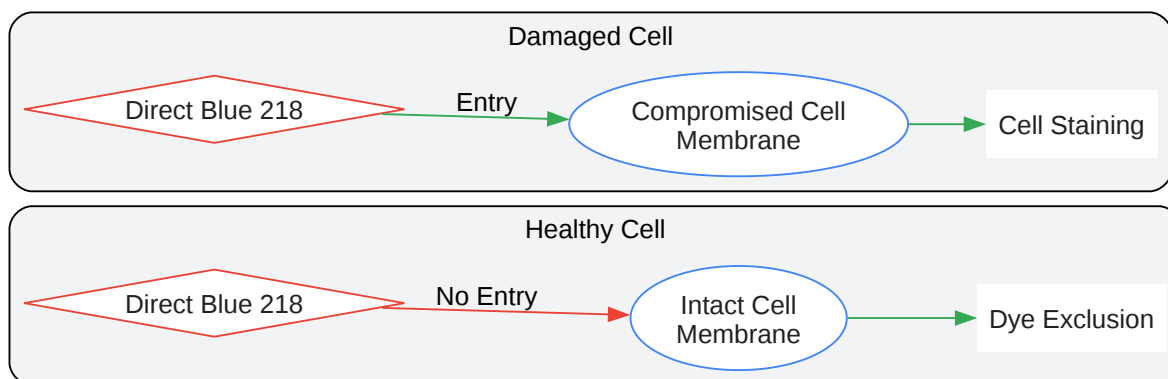 Damaged Cell
Direct Blue 218
Entry
Compromised Cell
Membrane
Cell Staining
Healthy Cell
Direct Blue 218
No Entry
Intact Cell
Membrane
Dye Exclusion